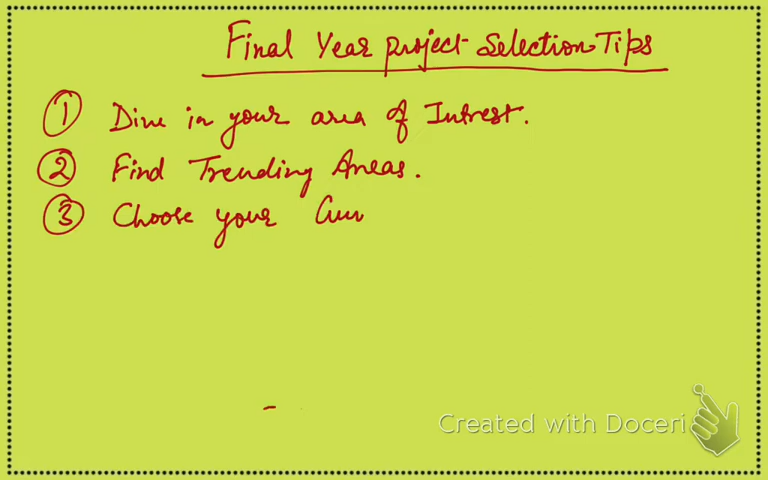 Final Year project Selection Tips
① Dive in your area of Intrest.
② Find Trending Areas.
③ Choose your
Created with Doceri